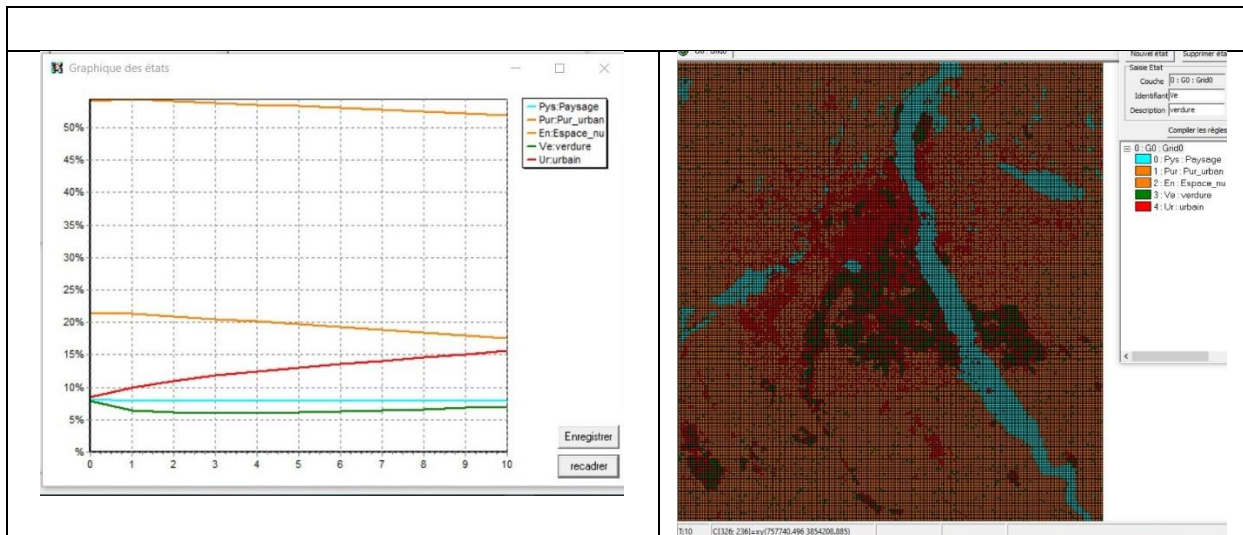 Graphique des états
Pys:Paysage
Pur:Pur_urban
En:Espace_nu
Ve:verdure
Ur:urbain
50%
45%
40%
35%
30%
25%
20%
15%
10%
5%
%
0 1 2 3 4 5 6 7 8 9 10
Enregistrer
recadrer
Nouvel état Supprimer éta
Saisie Etat
Couche 0 : G0 : Grid0
Identifiant Ve
Description verdure
Compiler les règles
0 : G0 : Grid0
0 : Pys : Paysage
1 : Pur : Pur_urban
2 : En : Espace_nu
3 : Ve : verdure
4 : Ur : urbain
T:10 C[326; 236]=xy(757740.496 3854208.885)